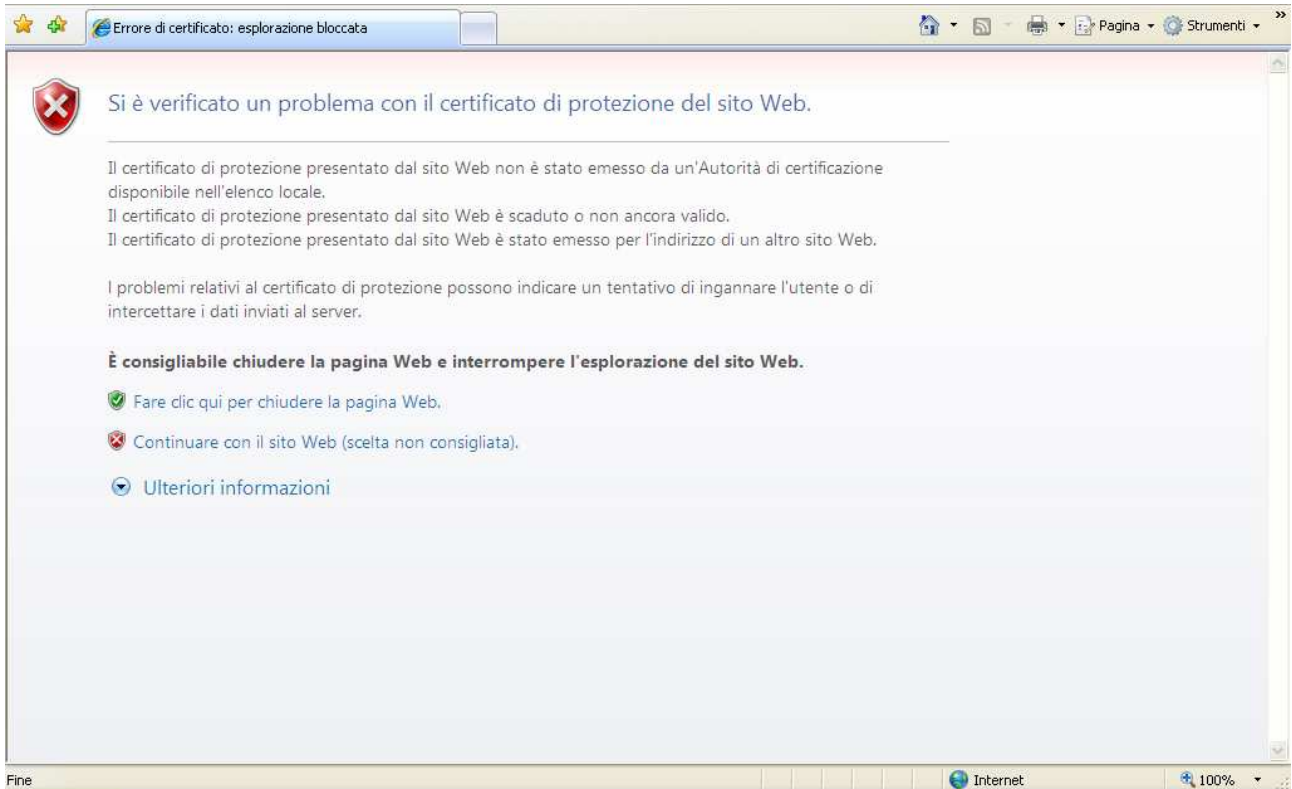 Errore di certificato: esplorazione bloccata
Pagina
Strumenti
»
Si è verificato un problema con il certificato di protezione del sito Web.
Il certificato di protezione presentato dal sito Web non è stato emesso da un'Autorità di certificazione
disponibile nell'elenco locale.
Il certificato di protezione presentato dal sito Web è scaduto o non ancora valido.
Il certificato di protezione presentato dal sito Web è stato emesso per l'indirizzo di un altro sito Web.
I problemi relativi al certificato di protezione possono indicare un tentativo di ingannare l'utente o di
intercettare i dati inviati al server.
È consigliabile chiudere la pagina Web e interrompere l'esplorazione del sito Web.
Fare clic qui per chiudere la pagina Web.
Continuare con il sito Web (scelta non consigliata).
Ulteriori informazioni
Fine
Internet
100%